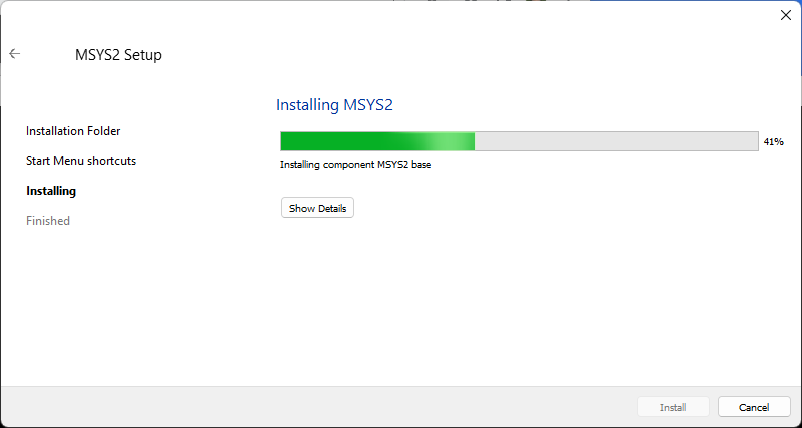 MSYS2 Setup
Installation Folder
Start Menu shortcuts
Installing
Finished
Installing MSYS2
41%
Installing component MSYS2 base
Show Details
Install
Cancel